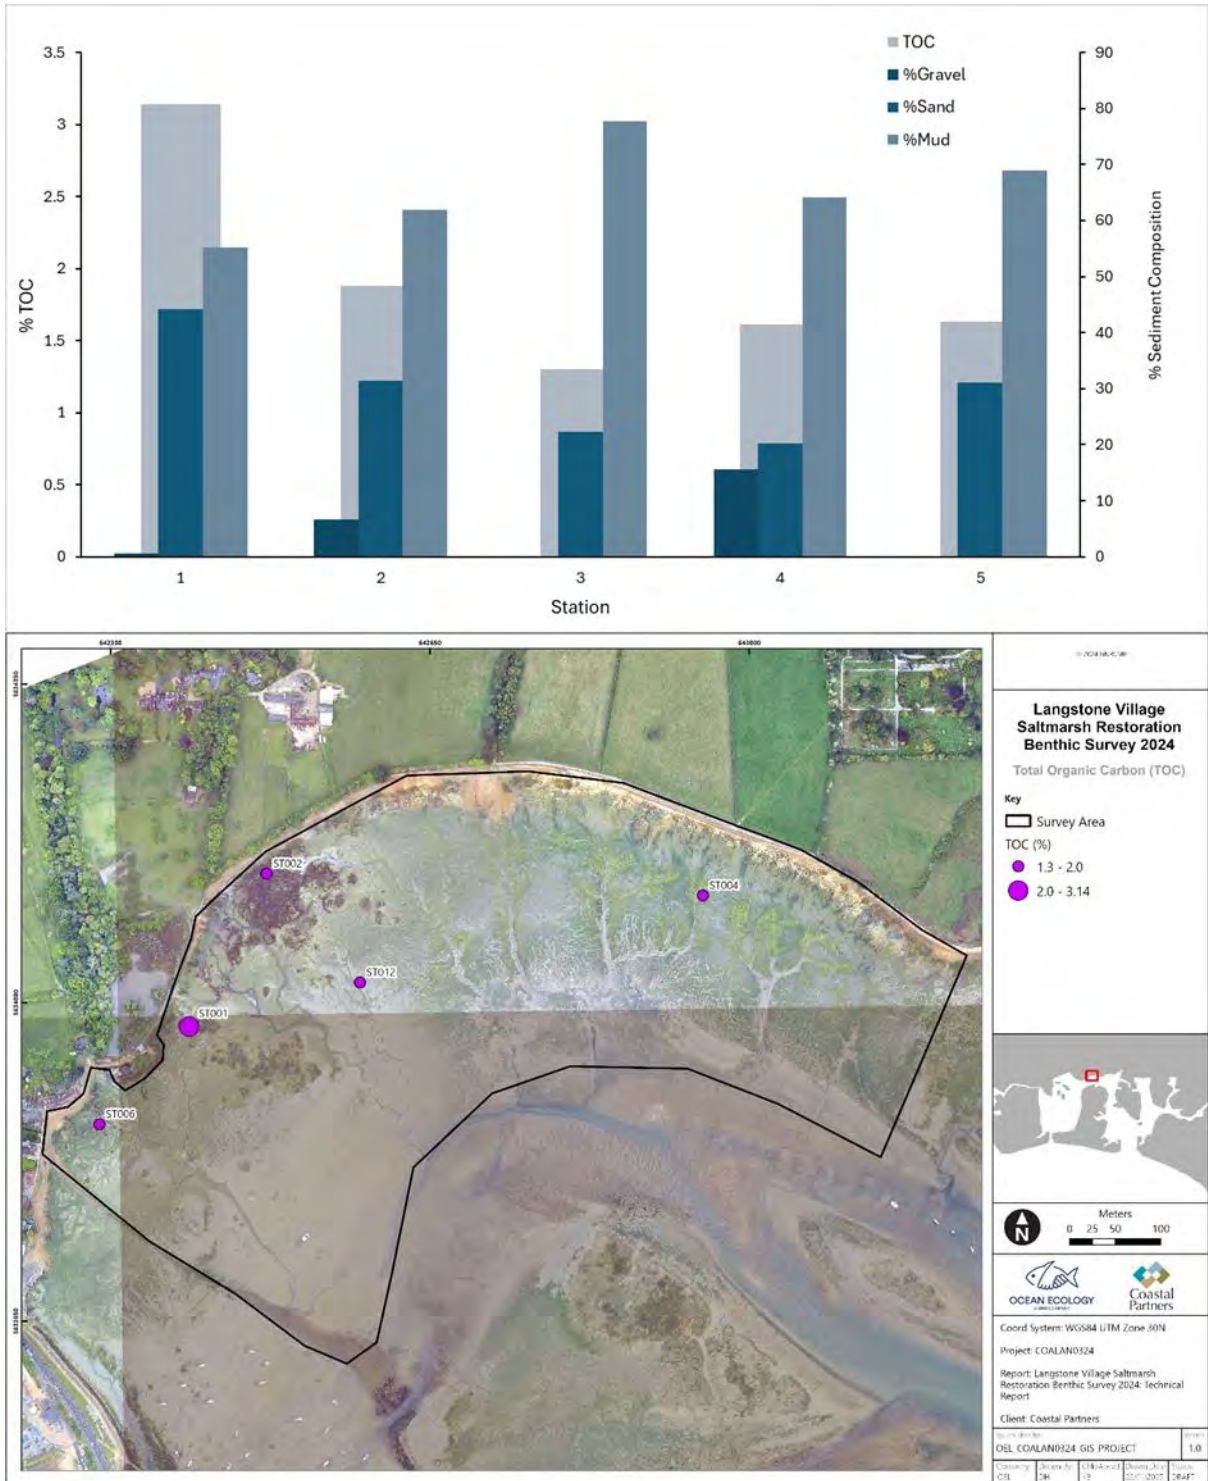 TOC
%Gravel
%Sand
%Mud
3.5
3
2.5
2
1.5
1
0.5
0
% TOC
90
80
70
60
50
40
30
20
10
0
% Sediment Composition
1 2 3 4 5
Station
642650
ST002
ST004
ST012
ST001
ST006
Langstone Village
Saltmarsh Restoration
Benthic Survey 2024
Total Organic Carbon (TOC)
Key
Survey Area
TOC (%)
1.3 - 2.0
2.0 - 3.14
N
Meters
0 25 50 100
OCEAN ECOLOGY
Coastal
Partners
Coord System: WGS84 UTM Zone 30N
Project: COALAN0324
Report: Langstone Village Saltmarsh
Restoration Benthic Survey 2024: Technical
Report
Client: Coastal Partners
OEL_COALAN0324_GIS_PROJECT
1.0
DRAFT